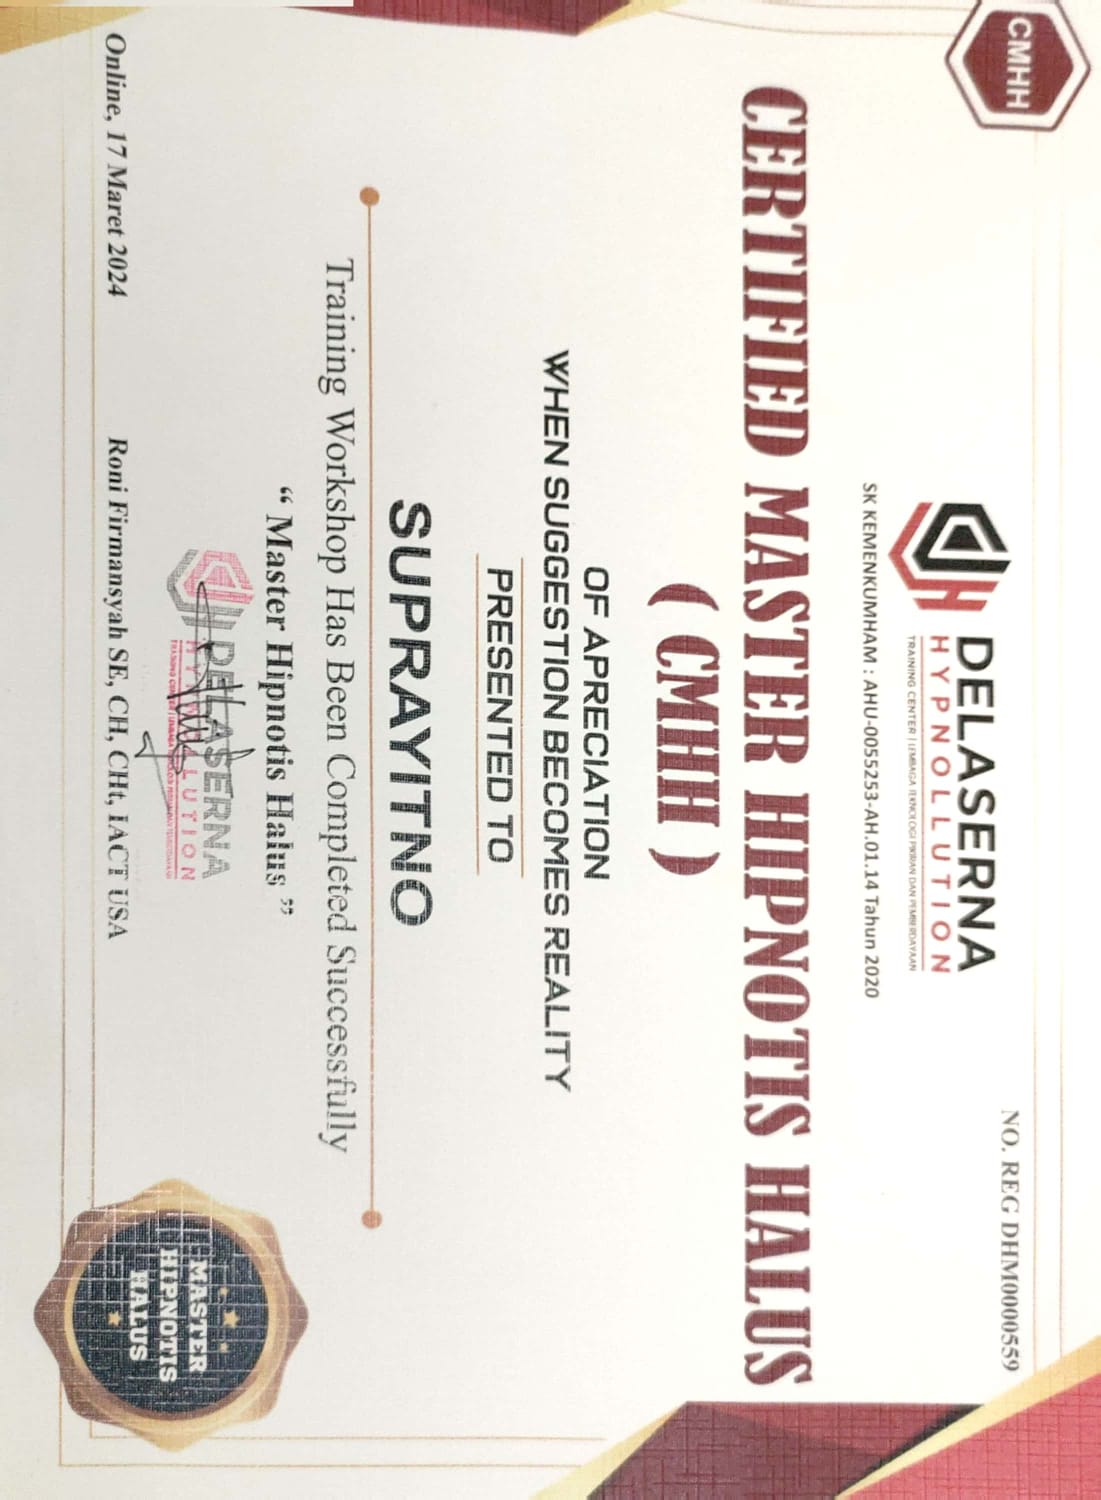 CMHH
NO. REG DHM0000559
DELASERNA
HYPNOLLUTION
TRAINING CENTER | LEMBAGA TEKNOLOGI PIKIRAN DAN PEMBERDAYAAN
SK KEMENKUMHAM : AHU-0055253-AH.01.14 Tahun 2020
CERTIFIED MASTER HIPNOTIS HALUS
( CMHH )
OF APRECIATION
WHEN SUGGESTION BECOMES REALITY
PRESENTED TO
SUPRAYITNO
Training Workshop Has Been Completed Successfully
“ Master Hipnotis Halus ”
DELASERNA
HYPNOLLUTION
TRAINING CENTER | LEMBAGA TEKNOLOGI PIKIRAN DAN PEMBERDAYAAN
Online, 17 Maret 2024
Roni Firmansyah SE, CH, CHt, IACT USA
MASTER
HIPNOTIS
HALUS